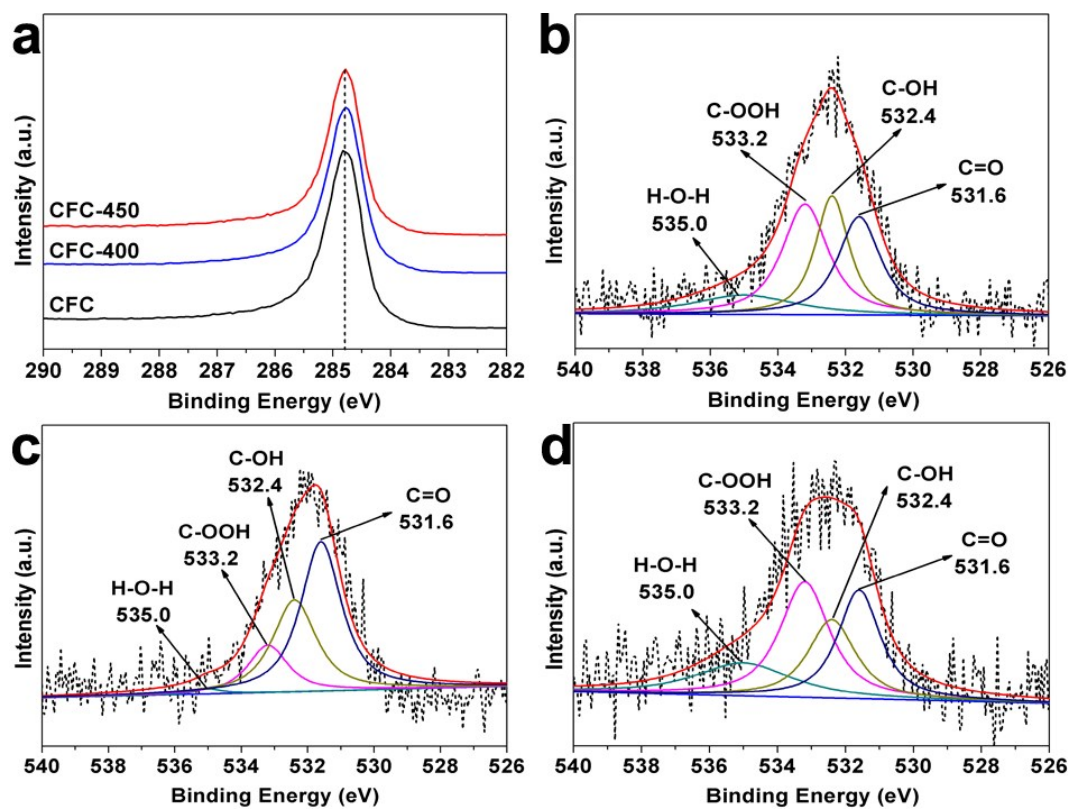 a
CFC-450
CFC-400
CFC
Intensity (a.u.)
290 289 288 287 286 285 284 283 282
Binding Energy (eV)
b
C-OH
532.4
C-OOH
533.2
C=O
531.6
H-O-H
535.0
Intensity (a.u.)
540 538 536 534 532 530 528 526
Binding Energy (eV)
c
C-OH
532.4
C=O
531.6
C-OOH
533.2
H-O-H
535.0
Intensity (a.u.)
540 538 536 534 532 530 528 526
Binding Energy (eV)
d
C-OOH
533.2
C-OH
532.4
C=O
531.6
H-O-H
535.0
Intensity (a.u.)
540 538 536 534 532 530 528 526
Binding Energy (eV)